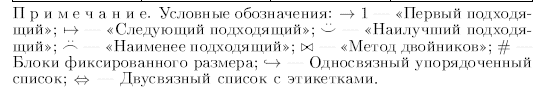 П р и м е ч а н и е. Условные обозначения: → 1 — «Первый подходя-
щий»; ↦ — «Следующий подходящий»; ⌣̈ — «Наилучший подходя-
щий»; ⌢̈ — «Наименее подходящий»; ⋈ — «Метод двойников»; # —
Блоки фиксированного размера; ↪ — Односвязный упорядоченный
список; ⇔ — Двусвязный список с этикетками.